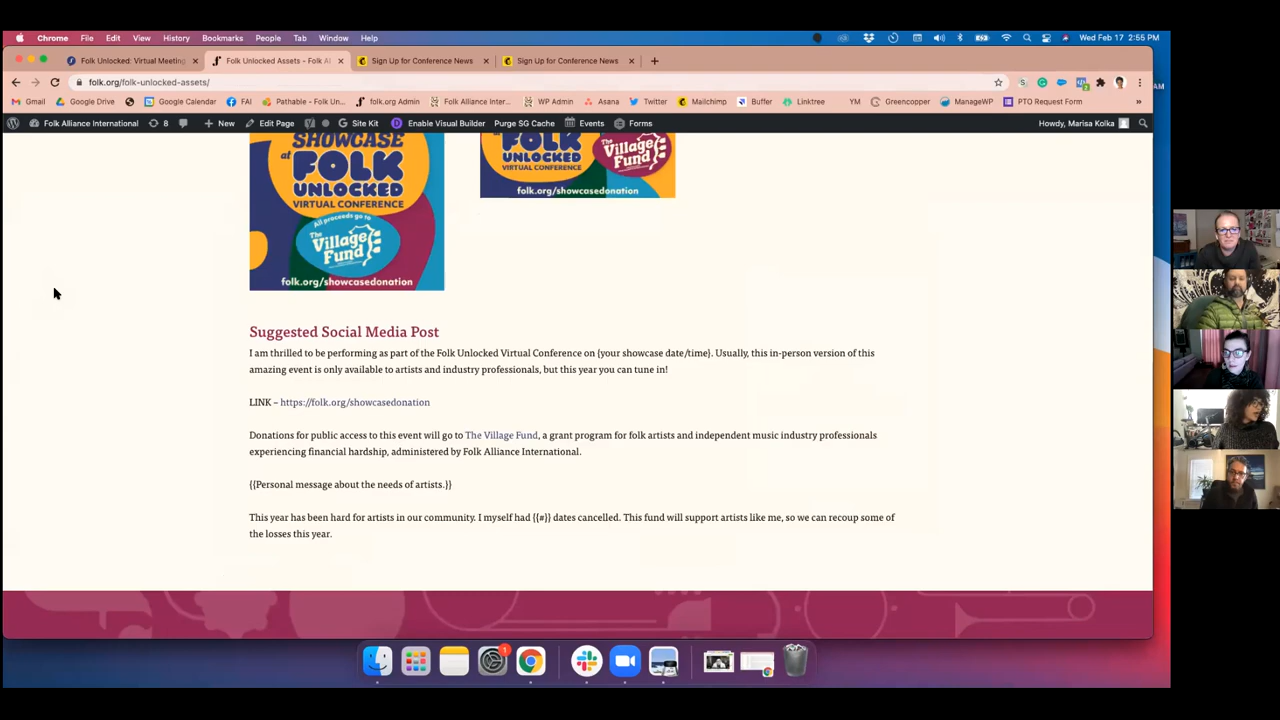 Chrome File Edit View History Bookmarks People Tab Window Help
Wed Feb 17 2:55 PM
Folk Unlocked: Virtual Meeting
Folk Unlocked Assets - Folk Al
Sign Up for Conference News
Sign Up for Conference News
folk.org/folk-unlocked-assets/
AM
Gmail Google Drive Google Calendar FAI Pathable - Folk Un... folk.org Admin Folk Alliance Inter... WP Admin Asana Twitter Mailchimp Buffer Linktree YM Greencopper ManageWP PTO Request Form »
Folk Alliance International 8 New Edit Page Site Kit Enable Visual Builder Purge SG Cache Events Forms Howdy, Marisa Kolka
SHOWCASE
at
FOLK
UNLOCKED
VIRTUAL CONFERENCE
All proceeds go to
The Village Fund
folk.org/showcasedonation
FOLK
UNLOCKED
VIRTUAL CONFERENCE
The Village Fund
folk.org/showcasedonation
Suggested Social Media Post
I am thrilled to be performing as part of the Folk Unlocked Virtual Conference on {your showcase date/time}. Usually, this in-person version of this
amazing event is only available to artists and industry professionals, but this year you can tune in!
LINK – https://folk.org/showcasedonation
Donations for public access to this event will go to The Village Fund, a grant program for folk artists and independent music industry professionals
experiencing financial hardship, administered by Folk Alliance International.
{{Personal message about the needs of artists.}}
This year has been hard for artists in our community. I myself had {{#}} dates cancelled. This fund will support artists like me, so we can recoup some of
the losses this year.
1